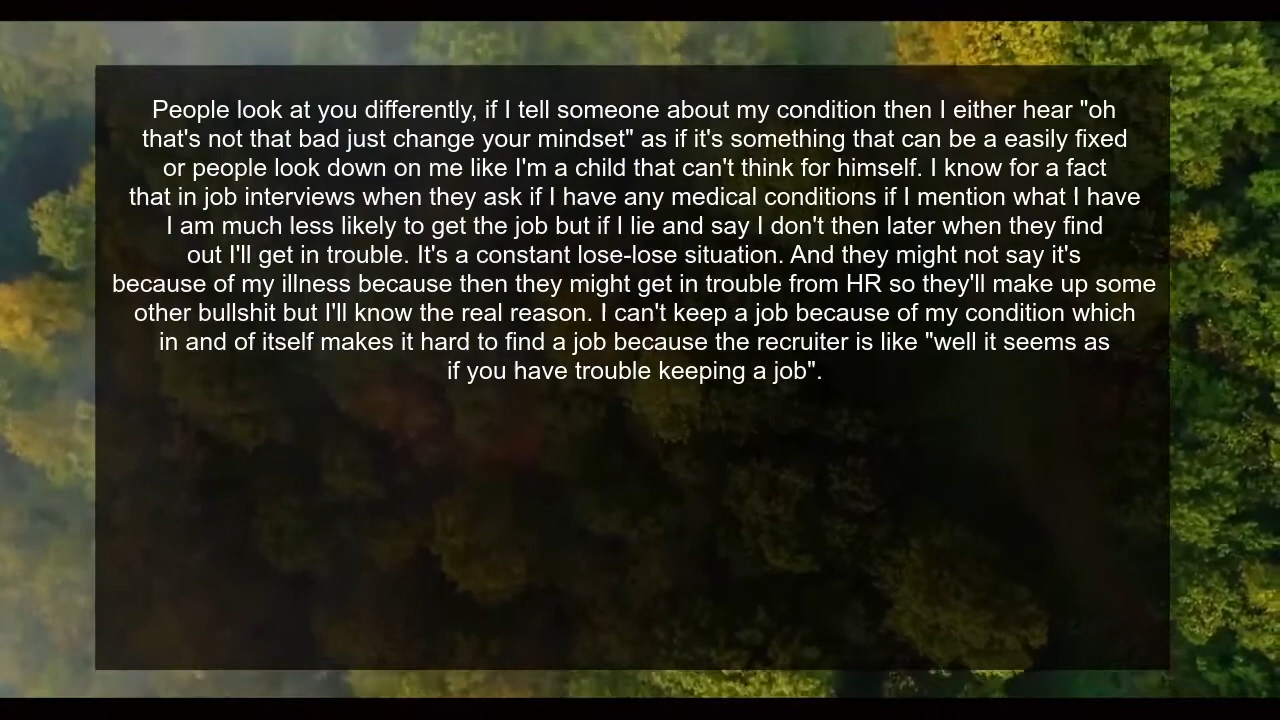 People look at you differently, if I tell someone about my condition then I either hear "oh
that's not that bad just change your mindset" as if it's something that can be a easily fixed
or people look down on me like I'm a child that can't think for himself. I know for a fact
that in job interviews when they ask if I have any medical conditions if I mention what I have
I am much less likely to get the job but if I lie and say I don't then later when they find
out I'll get in trouble. It's a constant lose-lose situation. And they might not say it's
because of my illness because then they might get in trouble from HR so they'll make up some
other bullshit but I'll know the real reason. I can't keep a job because of my condition which
in and of itself makes it hard to find a job because the recruiter is like "well it seems as
if you have trouble keeping a job".